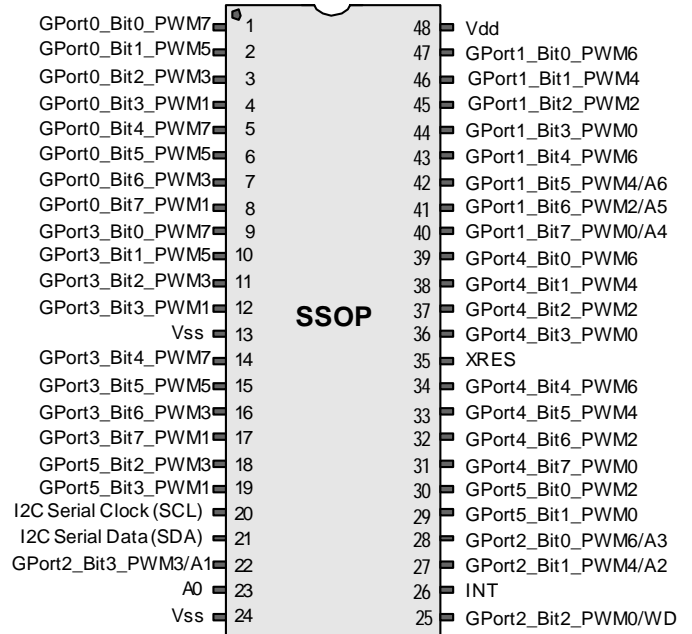 GPort0_Bit0_PWM7 1 48 Vdd
GPort0_Bit1_PWM5 2 47 GPort1_Bit0_PWM6
GPort0_Bit2_PWM3 3 46 GPort1_Bit1_PWM4
GPort0_Bit3_PWM1 4 45 GPort1_Bit2_PWM2
GPort0_Bit4_PWM7 5 44 GPort1_Bit3_PWM0
GPort0_Bit5_PWM5 6 43 GPort1_Bit4_PWM6
GPort0_Bit6_PWM3 7 42 GPort1_Bit5_PWM4/A6
GPort0_Bit7_PWM1 8 41 GPort1_Bit6_PWM2/A5
GPort3_Bit0_PWM7 9 40 GPort1_Bit7_PWM0/A4
GPort3_Bit1_PWM5 10 39 GPort4_Bit0_PWM6
GPort3_Bit2_PWM3 11 38 GPort4_Bit1_PWM4
GPort3_Bit3_PWM1 12 SSOP 37 GPort4_Bit2_PWM2
Vss 13 36 GPort4_Bit3_PWM0
GPort3_Bit4_PWM7 14 35 XRES
GPort3_Bit5_PWM5 15 34 GPort4_Bit4_PWM6
GPort3_Bit6_PWM3 16 33 GPort4_Bit5_PWM4
GPort3_Bit7_PWM1 17 32 GPort4_Bit6_PWM2
GPort5_Bit2_PWM3 18 31 GPort4_Bit7_PWM0
GPort5_Bit3_PWM1 19 30 GPort5_Bit0_PWM2
I2C Serial Clock (SCL) 20 29 GPort5_Bit1_PWM0
I2C Serial Data (SDA) 21 28 GPort2_Bit0_PWM6/A3
GPort2_Bit3_PWM3/A1 22 27 GPort2_Bit1_PWM4/A2
A0 23 26 INT
Vss 24 25 GPort2_Bit2_PWM0/WD